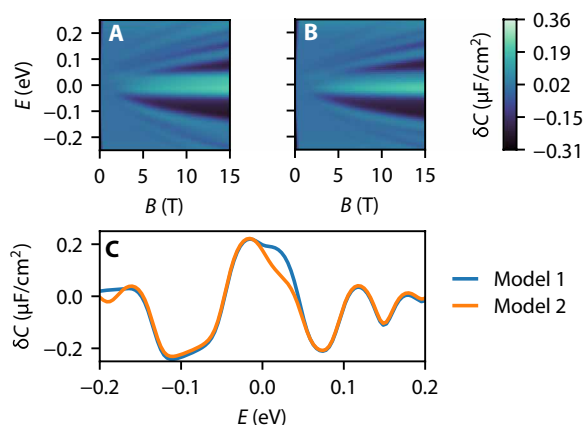 A
B
E (eV)
0.2
0.1
0.0
−0.1
−0.2
0 5 10 15
0 5 10 15
B (T)
B (T)
δC (μF/cm²)
0.36
0.19
0.02
−0.15
−0.31
C
δC (μF/cm²)
0.2
0.0
−0.2
−0.2 −0.1 0.0 0.1 0.2
E (eV)
Model 1
Model 2